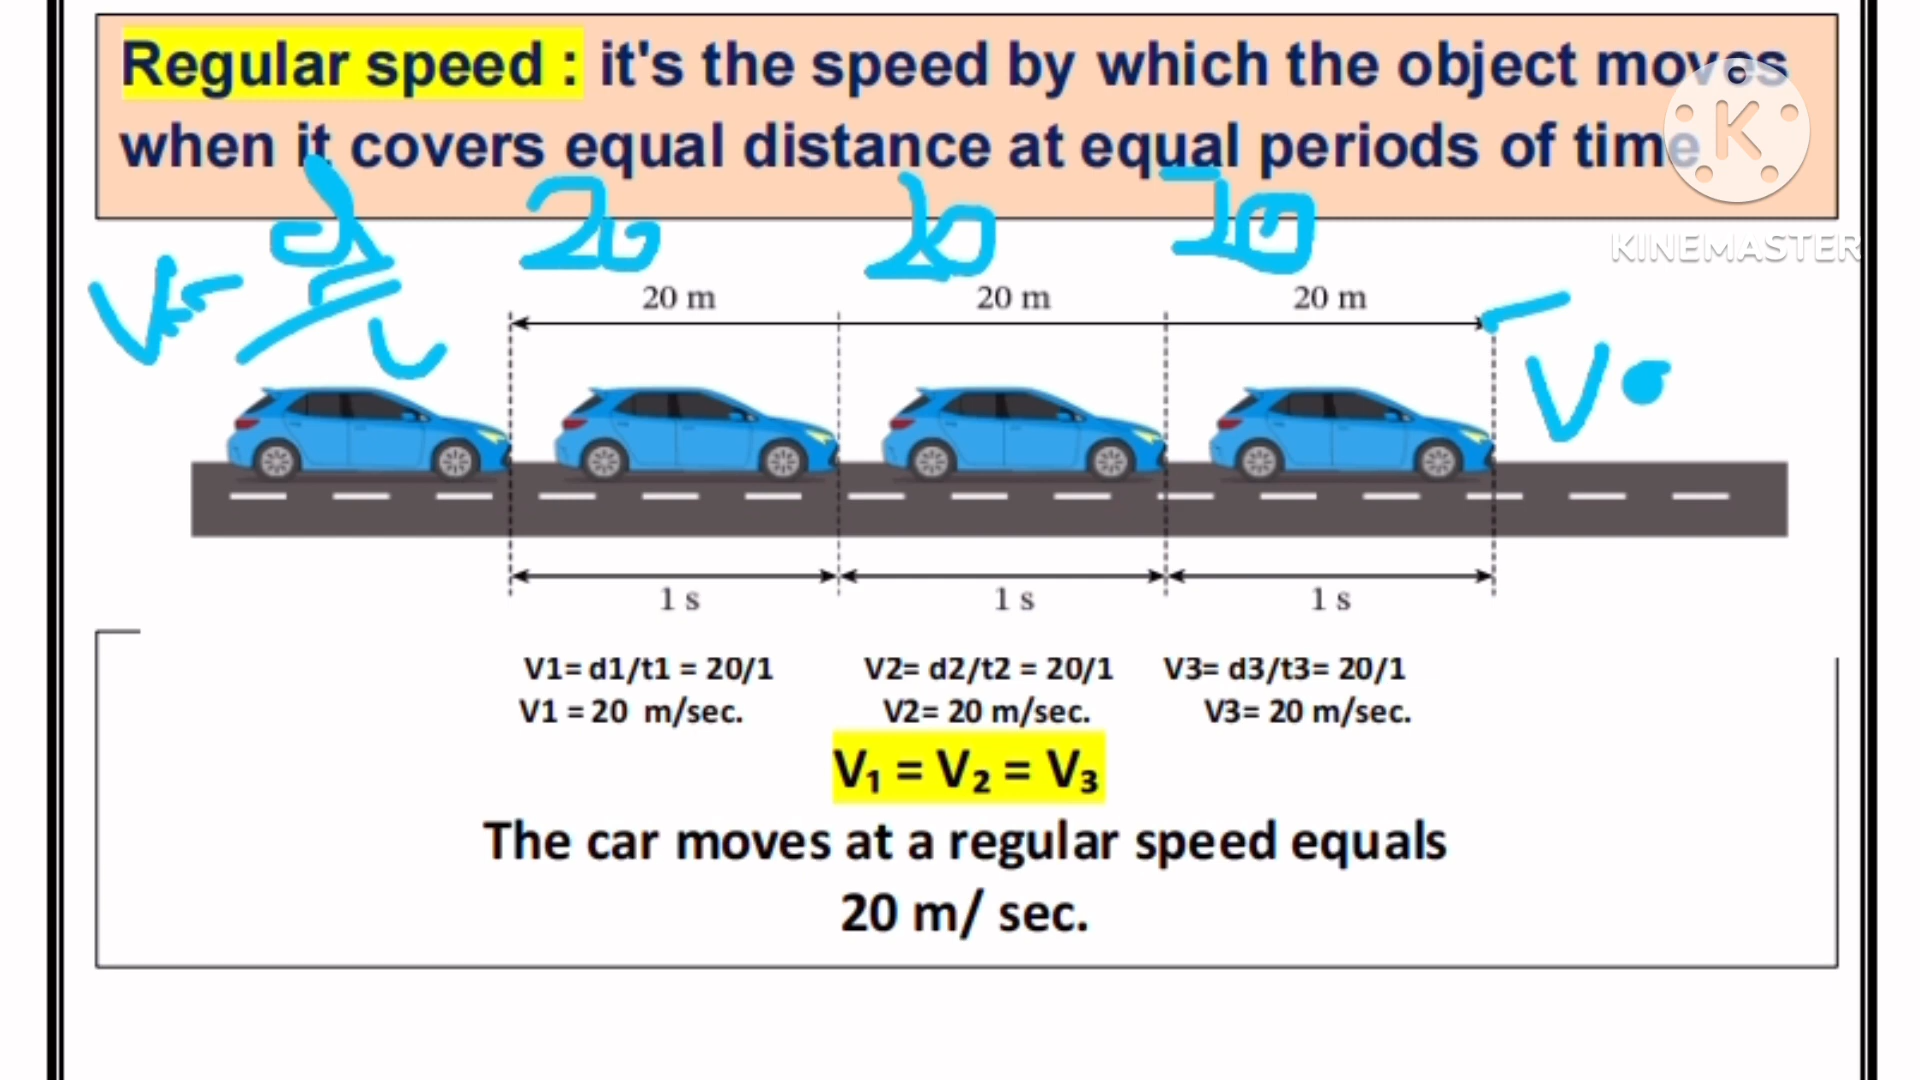 Regular speed : it's the speed by which the object moves
when it covers equal distance at equal periods of time
K
KINEMASTER
V= d
20 20 20
20 m 20 m 20 m
V
1 s 1 s 1 s
V1= d1/t1 = 20/1 V2= d2/t2 = 20/1 V3= d3/t3= 20/1
V1 = 20 m/sec. V2= 20 m/sec. V3= 20 m/sec.
V₁ = V₂ = V₃
The car moves at a regular speed equals
20 m/ sec.